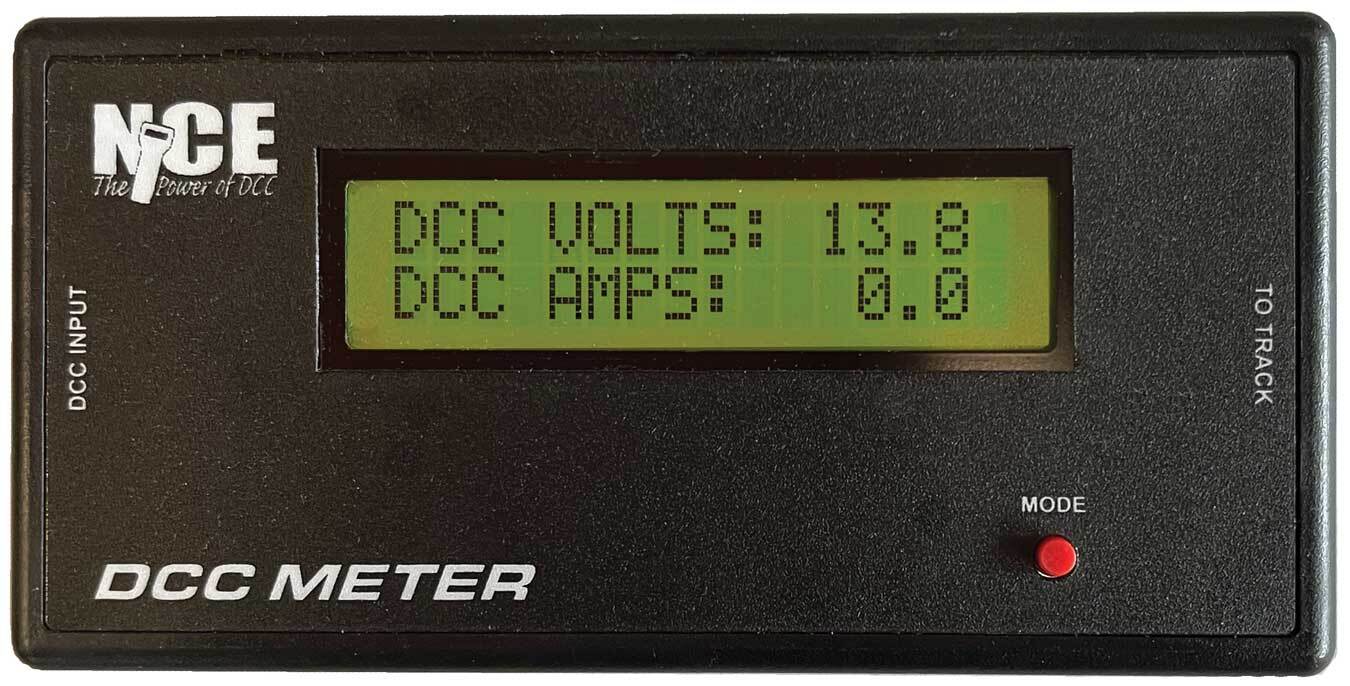 NCE
The Power of DCC
DCC VOLTS: 13.8
DCC AMPS: 0.0
DCC INPUT
TO TRACK
MODE
DCC METER